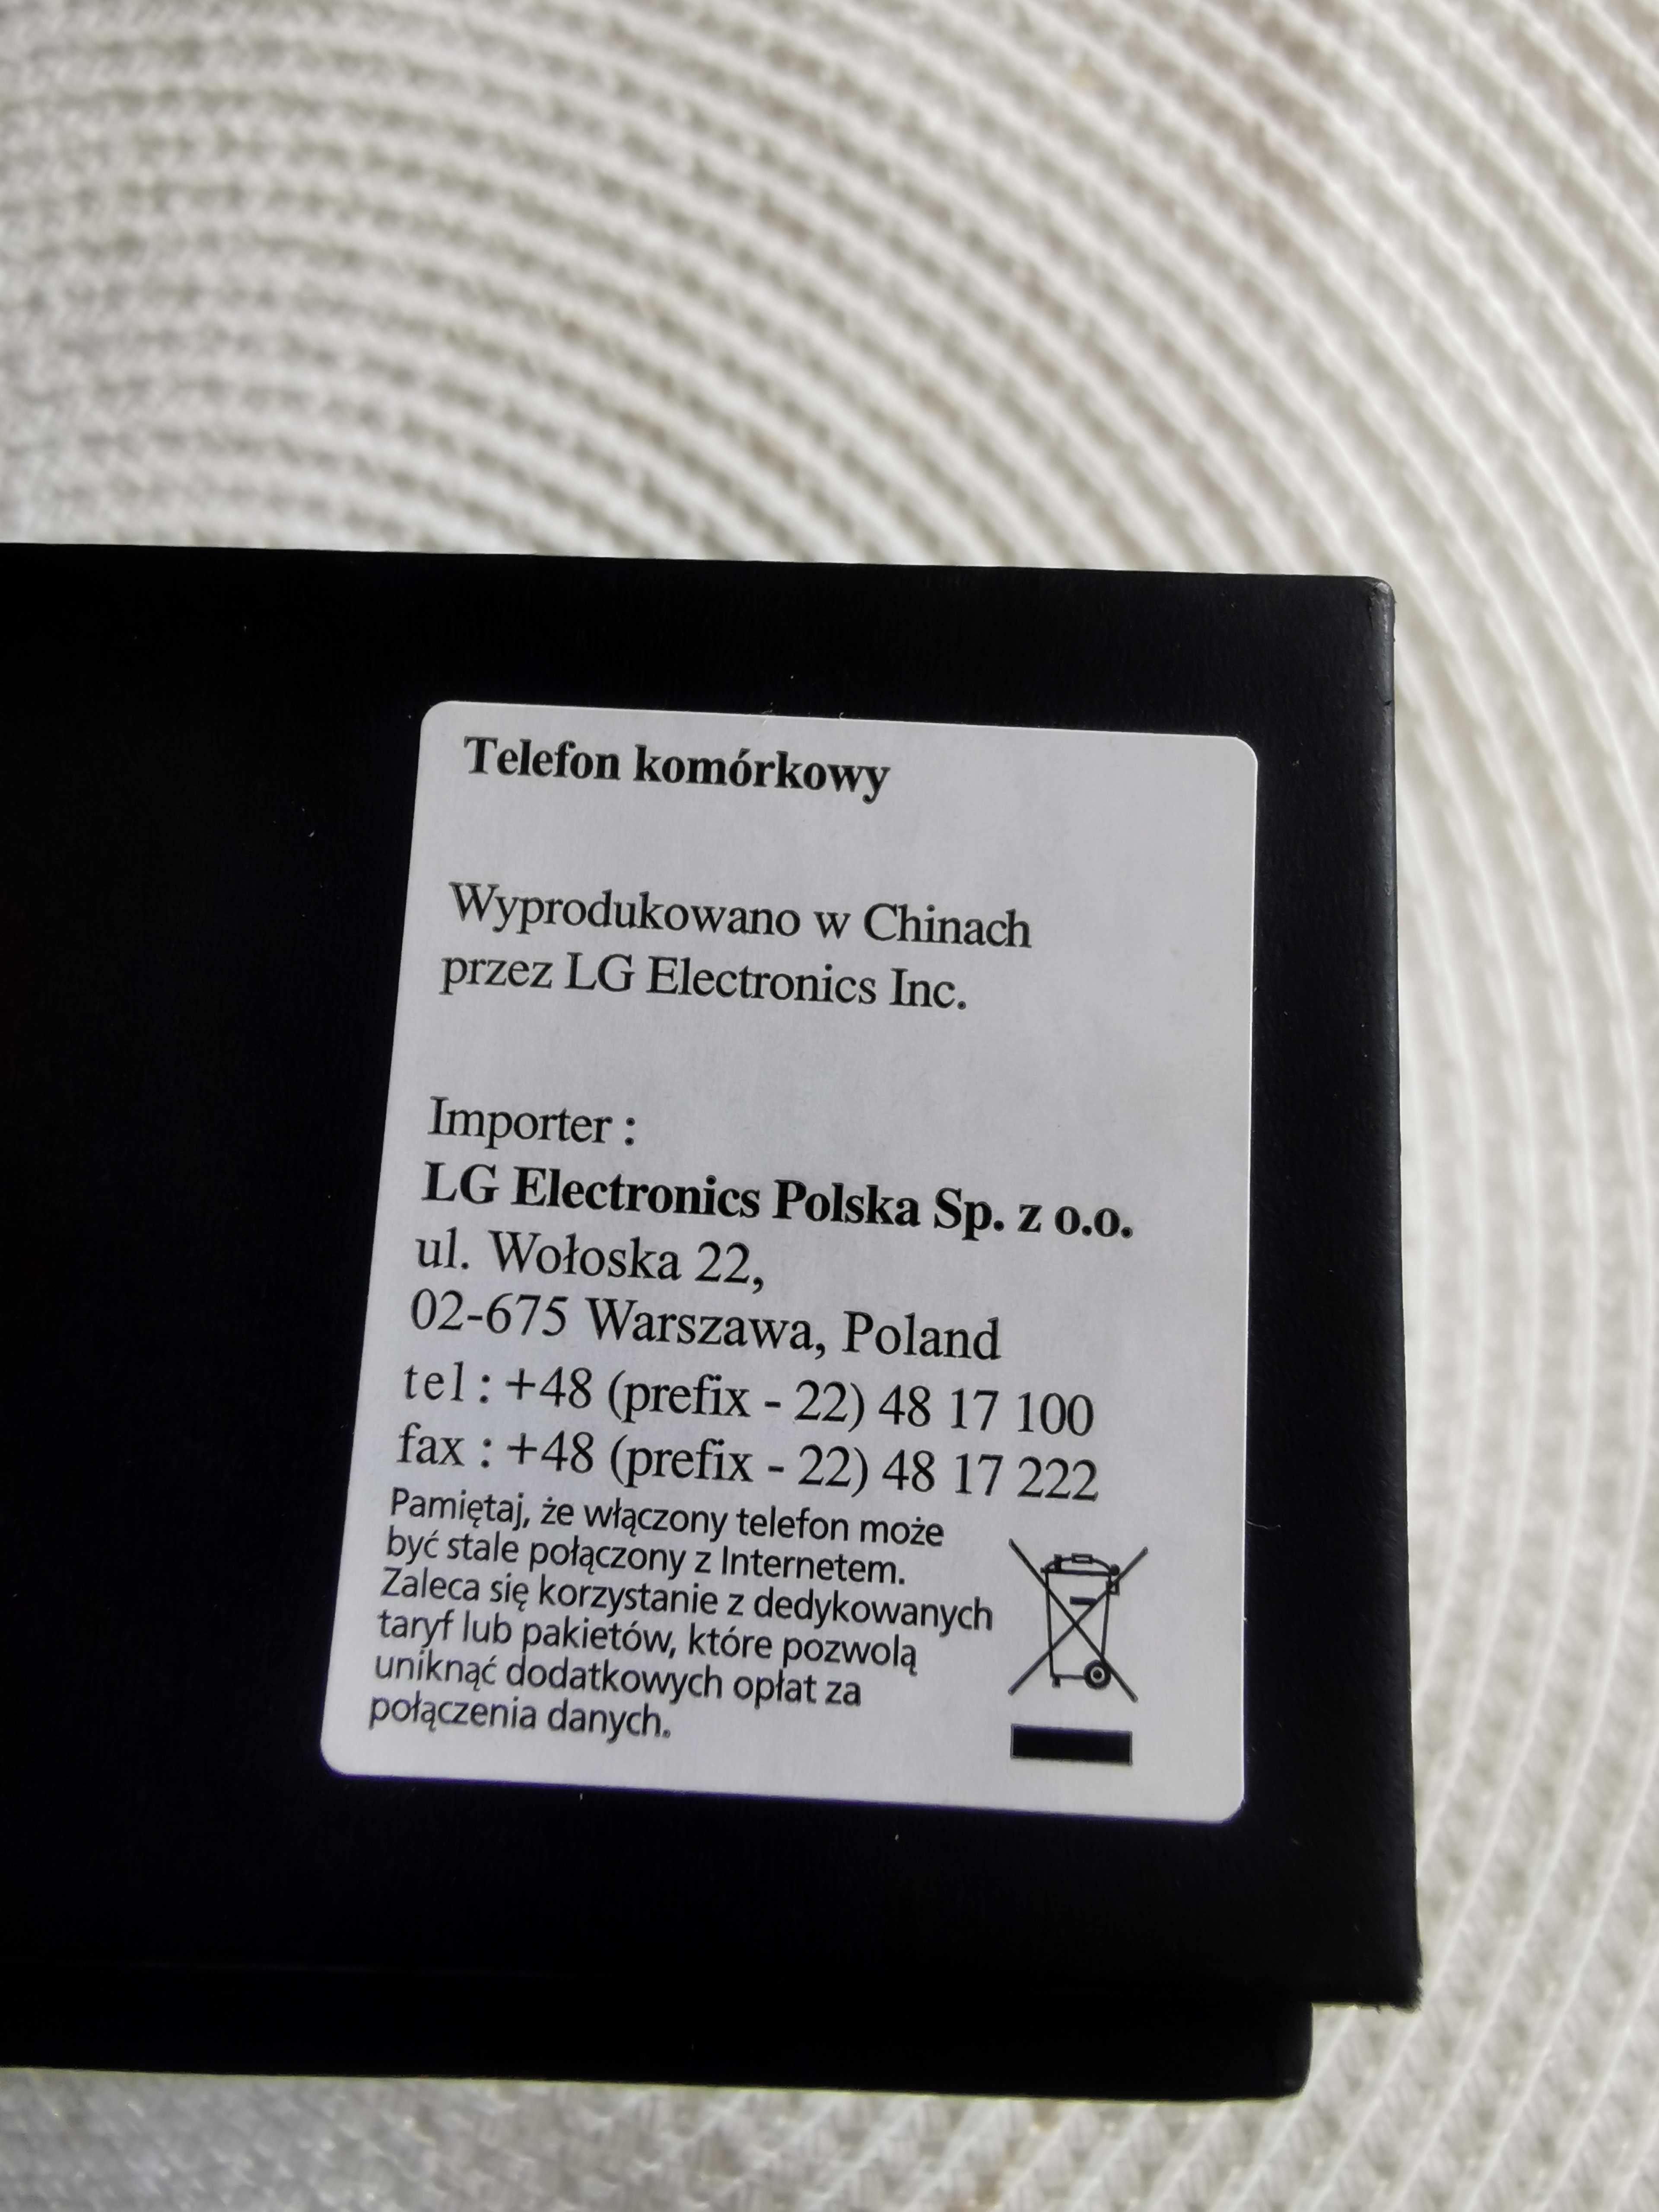 Telefon komórkowy
Wyprodukowano w Chinach
przez LG Electronics Inc.
Importer :
LG Electronics Polska Sp. z o.o.
ul. Wołoska 22,
02-675 Warszawa, Poland
tel : +48 (prefix - 22) 48 17 100
fax : +48 (prefix - 22) 48 17 222
Pamiętaj, że włączony telefon może
być stale połączony z Internetem.
Zaleca się korzystanie z dedykowanych
taryf lub pakietów, które pozwolą
uniknąć dodatkowych opłat za
połączenia danych.